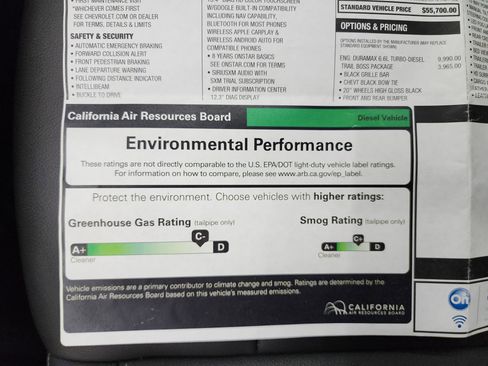 • FIRST MAINTENANCE VISIT
*WHICHEVER COMES FIRST
SEE CHEVROLET.COM OR DEALER
FOR TERMS, DETAILS & LIMITS
SAFETY & SECURITY
• AUTOMATIC EMERGENCY BRAKING
• FORWARD COLLISION ALERT
• FRONT PEDESTRIAN BRAKING
• LANE DEPARTURE WARNING
• FOLLOWING DISTANCE INDICATOR
• INTELLIBEAM
• BUCKLE TO DRIVE
TOUCHSCREEN
W/GOOGLE BUILT-IN COMPATIBILITY,
INCLUDING NAV CAPABILITY,
BLUETOOTH FOR MOST PHONES
WIRELESS APPLE CARPLAY &
WIRELESS ANDROID AUTO FOR
COMPATIBLE PHONES
• 8 YEARS ONSTAR BASICS
SEE ONSTAR.COM FOR TERMS
• SIRIUSXM AUDIO WITH
SXM TRIAL SUBSCRIPTION
• DRIVER INFORMATION CENTER
12.3" DIAG DISPLAY
STANDARD VEHICLE PRICE $55,700.00
OPTIONS & PRICING
OPTIONS INSTALLED BY THE MANUFACTURER (MAY REPLACE
STANDARD EQUIPMENT SHOWN)
ENG: DURAMAX 6.6L TURBO-DIESEL 9,990.00
TRAIL BOSS PACKAGE 3,965.00
• BLACK GRILLE BAR
• CHEVY BLACK BOW TIE
• 20" WHEELS HIGH GLOSS BLACK
• FRONT AND REAR BUMPER
California Air Resources Board
Diesel Vehicle
Environmental Performance
These ratings are not directly comparable to the U.S. EPA/DOT light-duty vehicle label ratings.
For information on how to compare, please see www.arb.ca.gov/ep_label.
Protect the environment. Choose vehicles with higher ratings:
Greenhouse Gas Rating (tailpipe only)
C-
A+ D
Cleaner
Smog Rating (tailpipe only)
C+
A+ D
Cleaner
Vehicle emissions are a primary contributor to climate change and smog. Ratings are determined by the
California Air Resources Board based on this vehicle's measured emissions.
CALIFORNIA
AIR RESOURCES BOARD
On